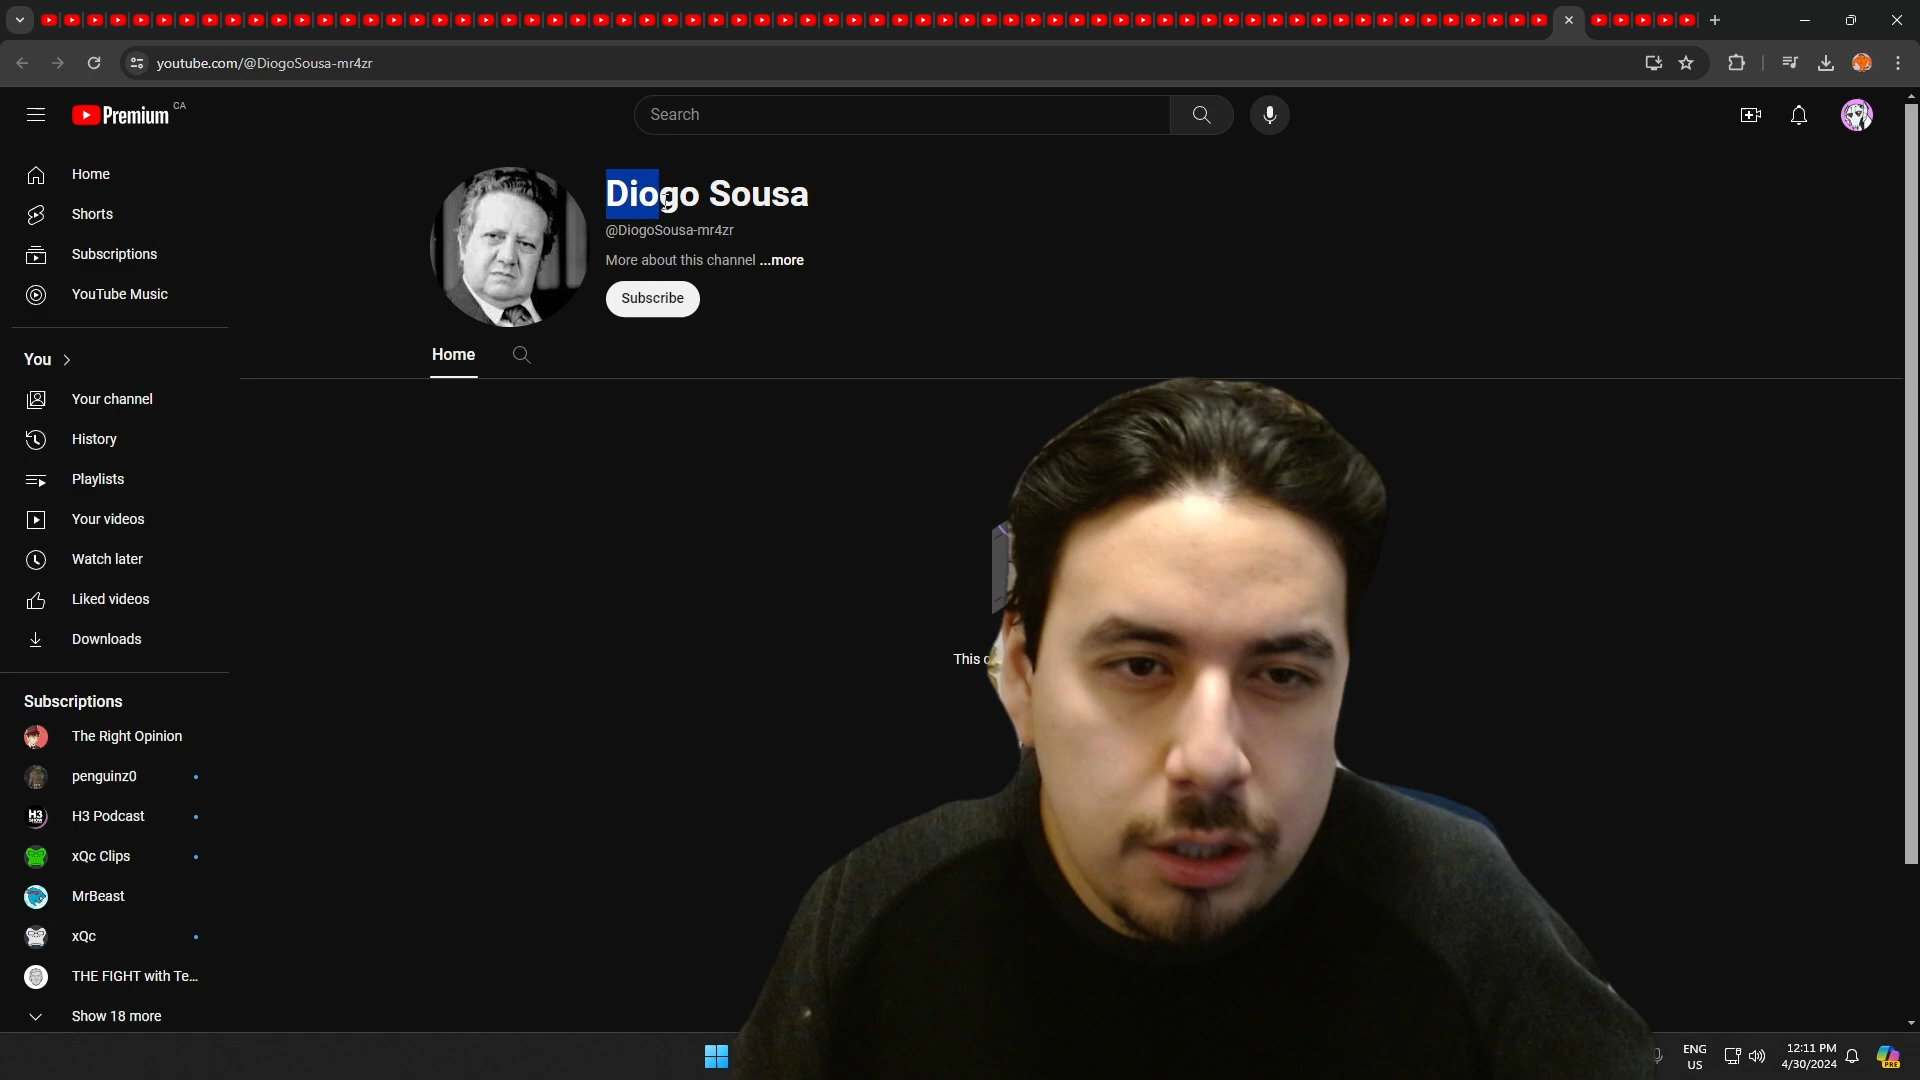 youtube.com/@DiogoSousa-mr4zr
Premium CA
Search
Home
Shorts
Subscriptions
YouTube Music
You
Your channel
History
Playlists
Your videos
Watch later
Liked videos
Downloads
Subscriptions
The Right Opinion
penguinz0
H3 Podcast
xQc Clips
MrBeast
xQc
THE FIGHT with Te...
Show 18 more
Diogo Sousa
@DiogoSousa-mr4zr
More about this channel ...more
Subscribe
Home
This
ENG
US
12:11 PM
4/30/2024
PRE